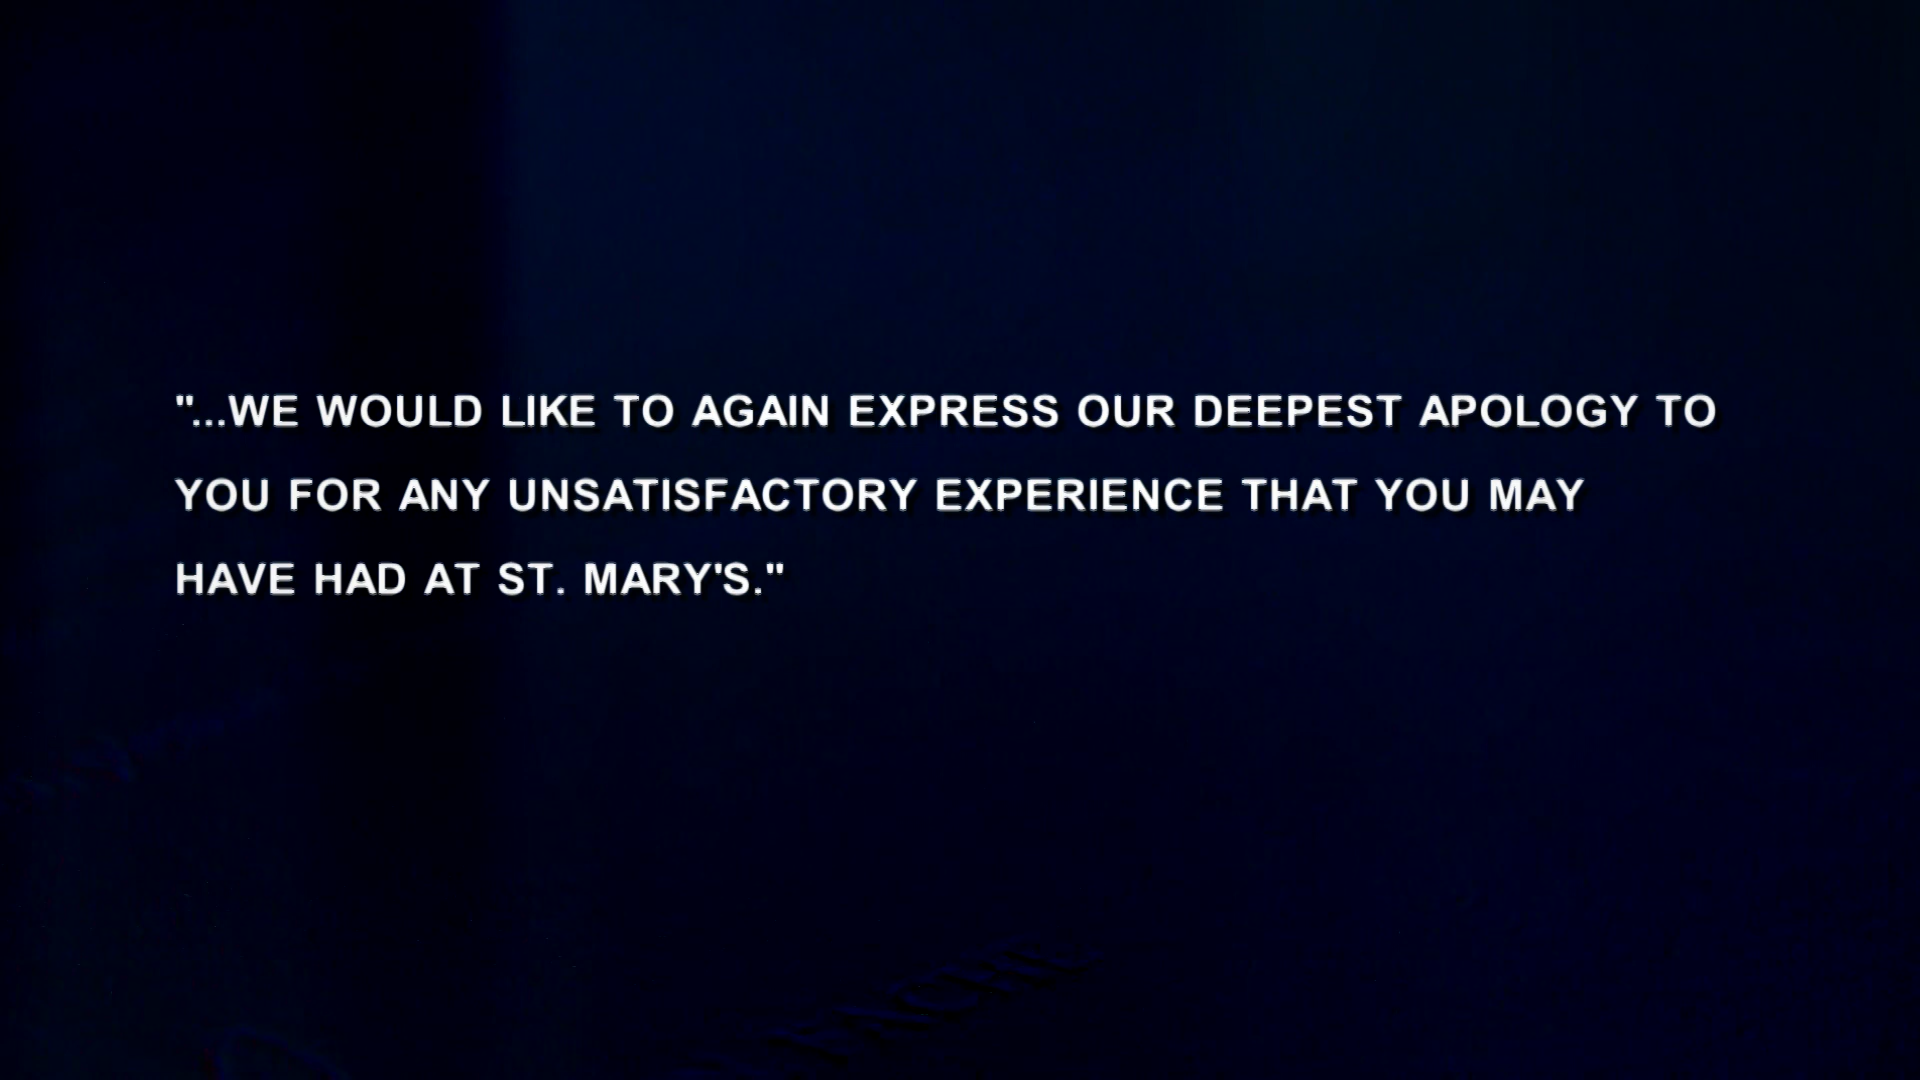 "...WE WOULD LIKE TO AGAIN EXPRESS OUR DEEPEST APOLOGY TO
YOU FOR ANY UNSATISFACTORY EXPERIENCE THAT YOU MAY
HAVE HAD AT ST. MARY'S."